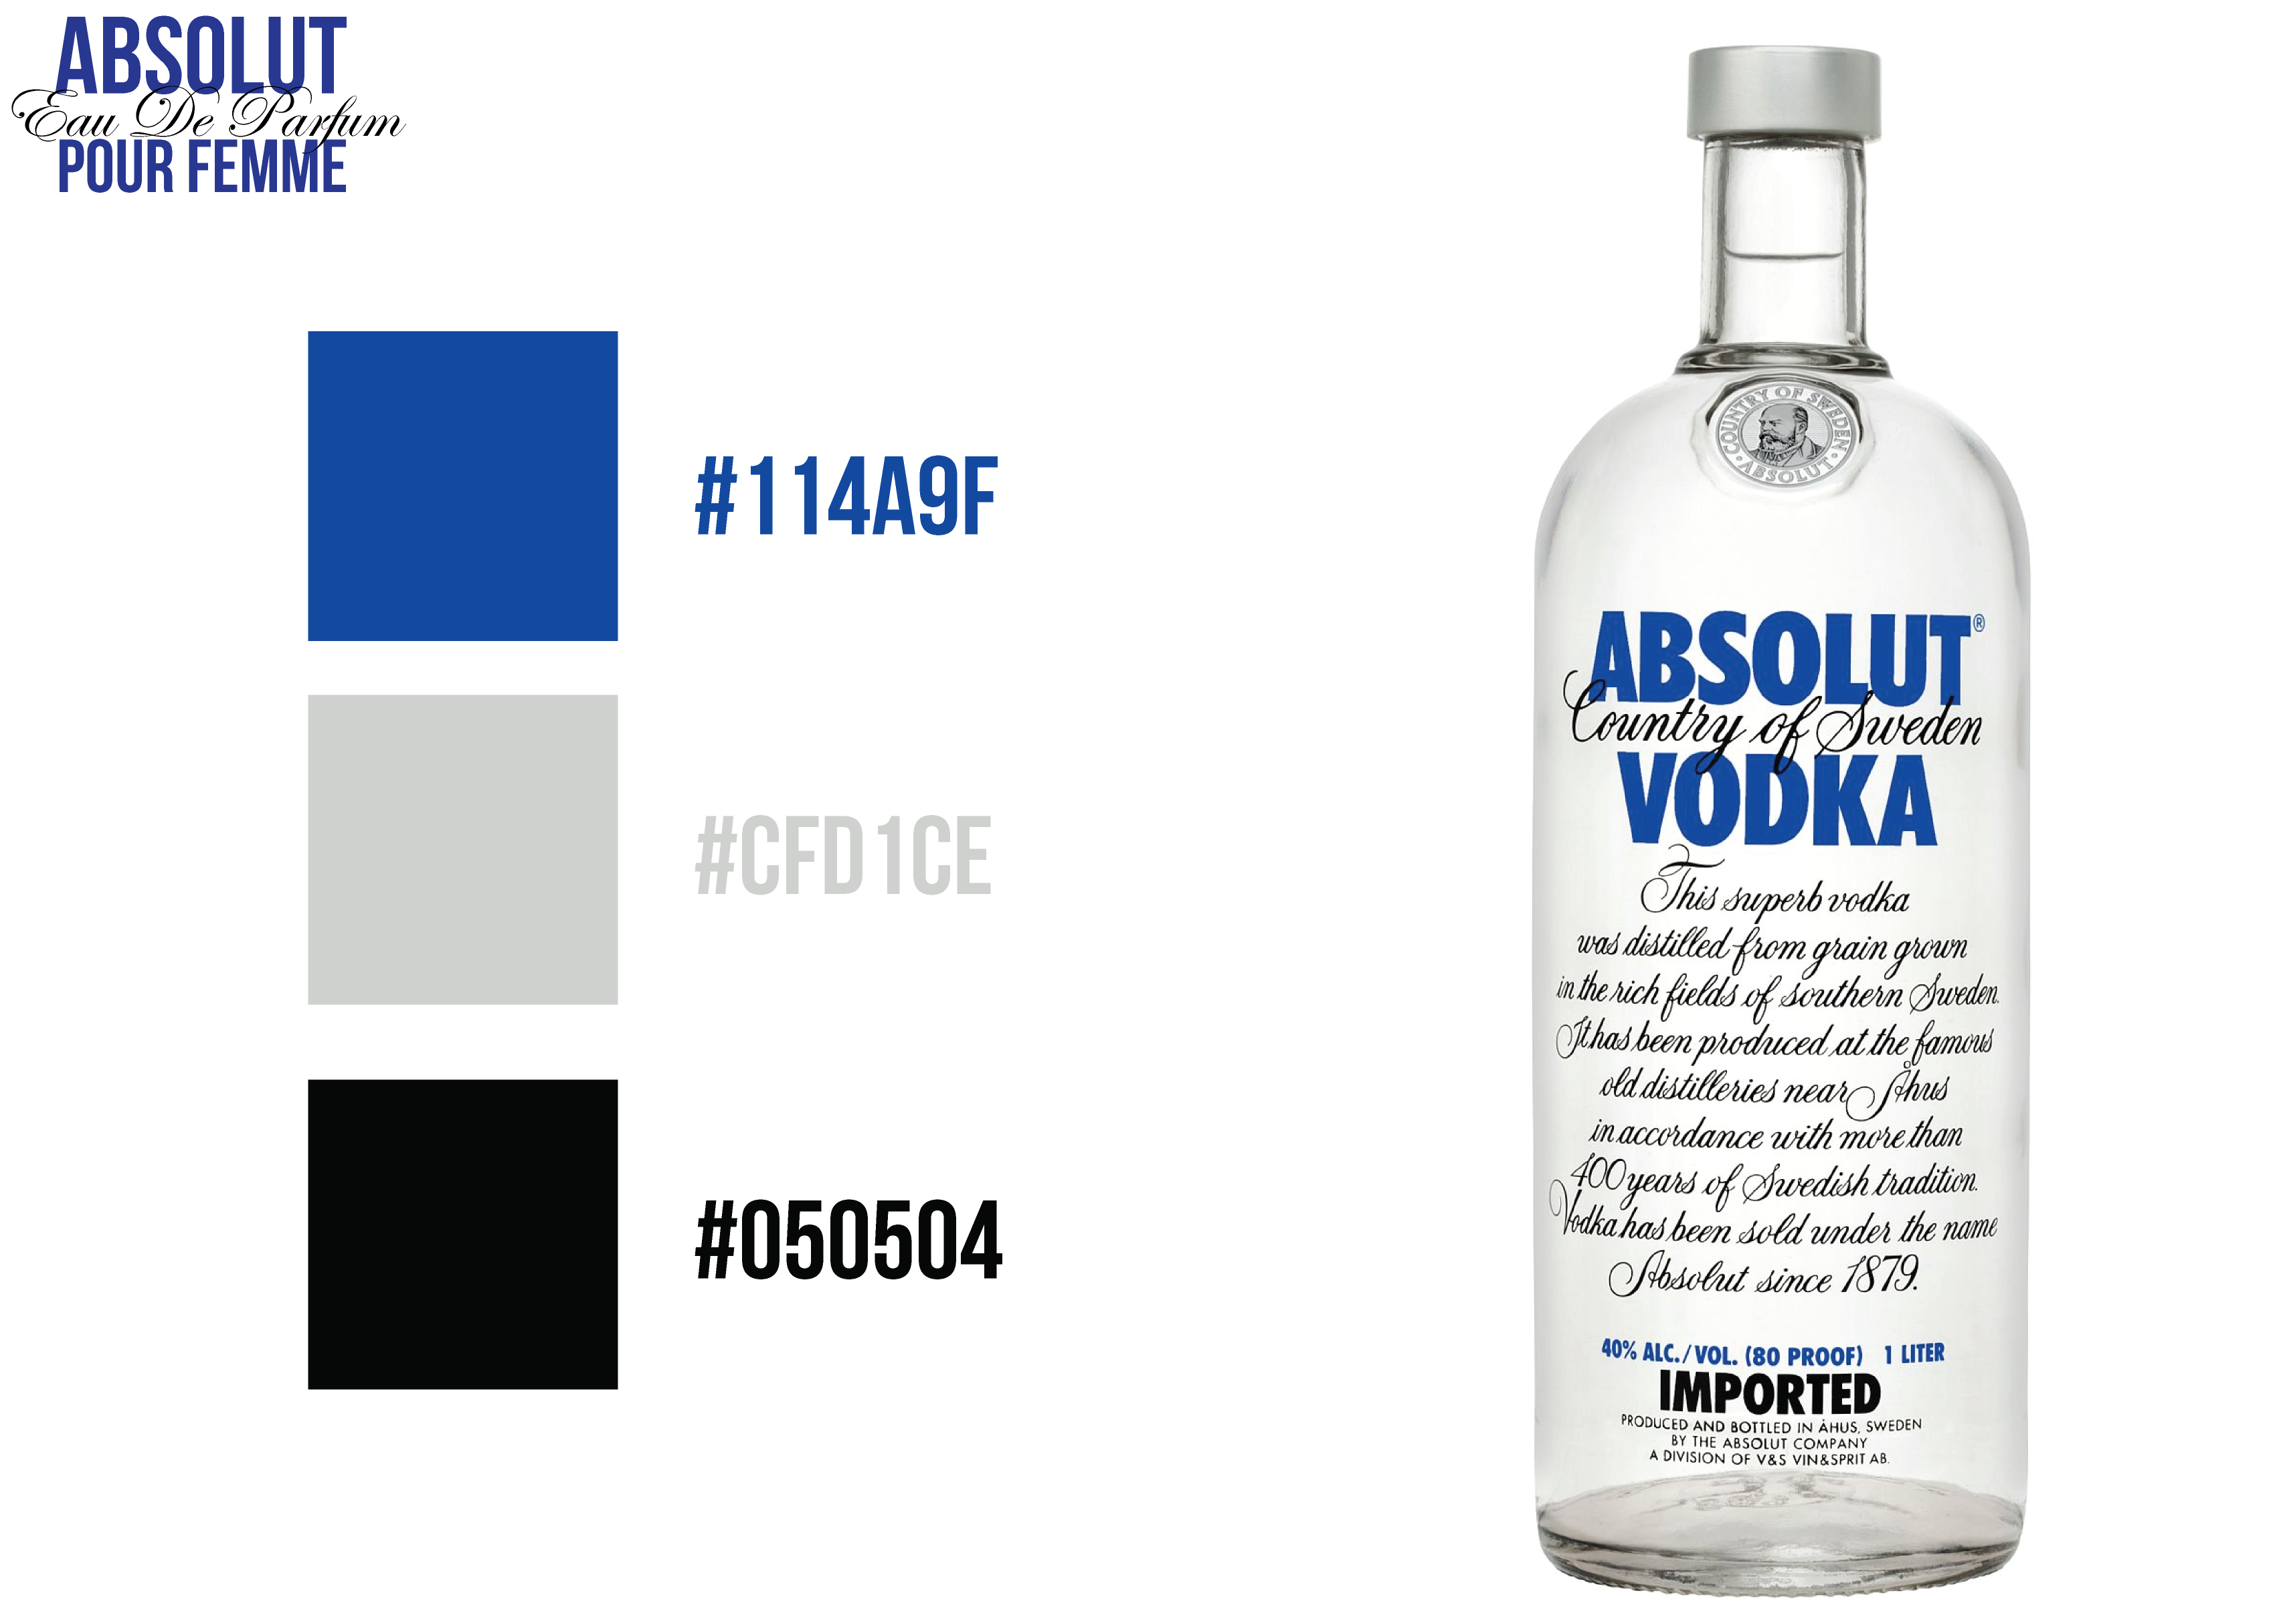 ABSOLUT
Eau De Parfum
POUR FEMME
#114A9F
#CFD1CE
#050504
COUNTRY OF SWEDEN
·ABSOLUT·
ABSOLUT®
Country of Sweden
VODKA
This superb vodka
was distilled from grain grown
in the rich fields of southern Sweden.
It has been produced at the famous
old distilleries near Åhus
in accordance with more than
400 years of Swedish tradition.
Vodka has been sold under the name
Absolut since 1879.
40% ALC./VOL. (80 PROOF) 1 LITER
IMPORTED
PRODUCED AND BOTTLED IN ÅHUS, SWEDEN
BY THE ABSOLUT COMPANY
A DIVISION OF V&S VIN&SPRIT AB.